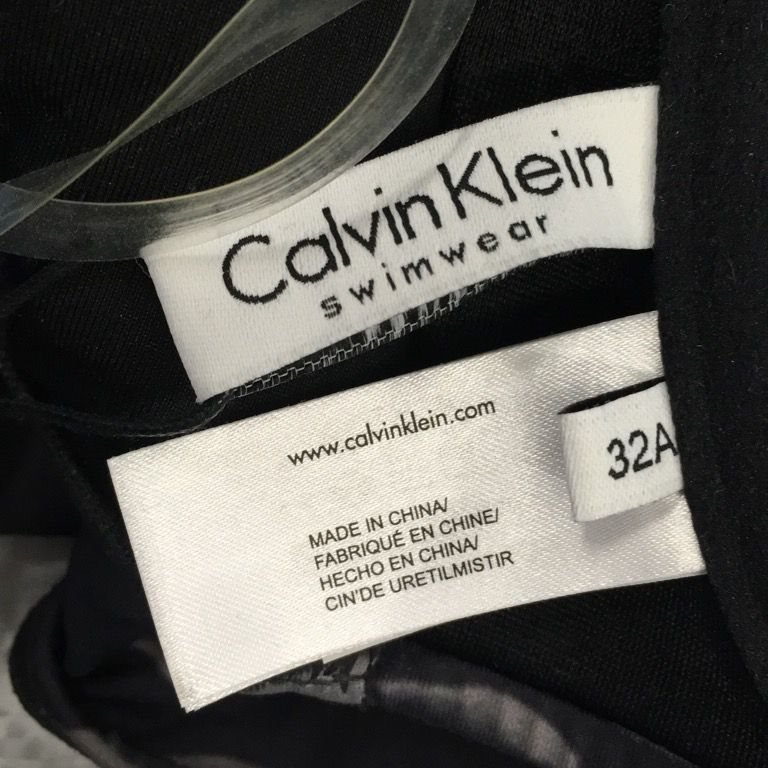 Calvin Klein
swimwear
www.calvinklein.com
32A
MADE IN CHINA/
FABRIQUÉ EN CHINE/
HECHO EN CHINA/
CIN'DE URETILMISTIR